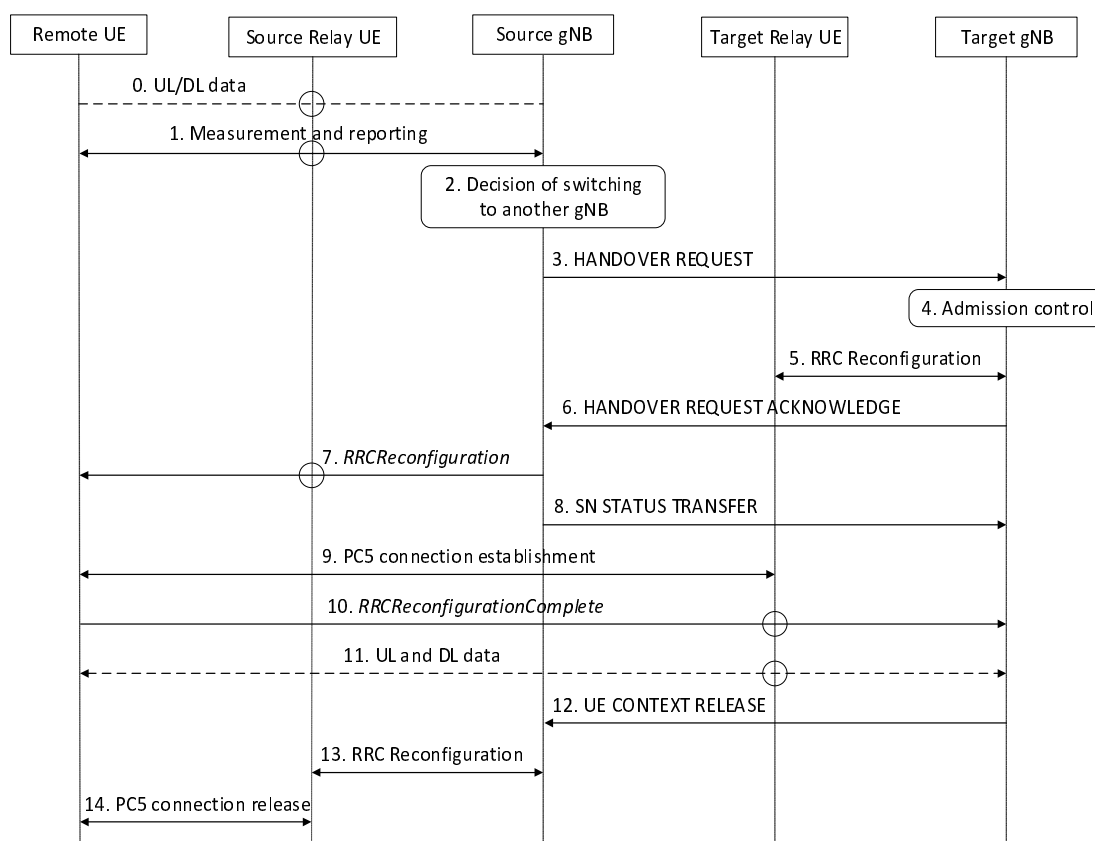 Remote UE
Source Relay UE
Source gNB
Target Relay UE
Target gNB
0. UL/DL data
1. Measurement and reporting
2. Decision of switching
to another gNB
3. HANDOVER REQUEST
4. Admission control
5. RRC Reconfiguration
6. HANDOVER REQUEST ACKNOWLEDGE
7. RRCReconfiguration
8. SN STATUS TRANSFER
9. PC5 connection establishment
10. RRCReconfigurationComplete
11. UL and DL data
12. UE CONTEXT RELEASE
13. RRC Reconfiguration
14. PC5 connection release